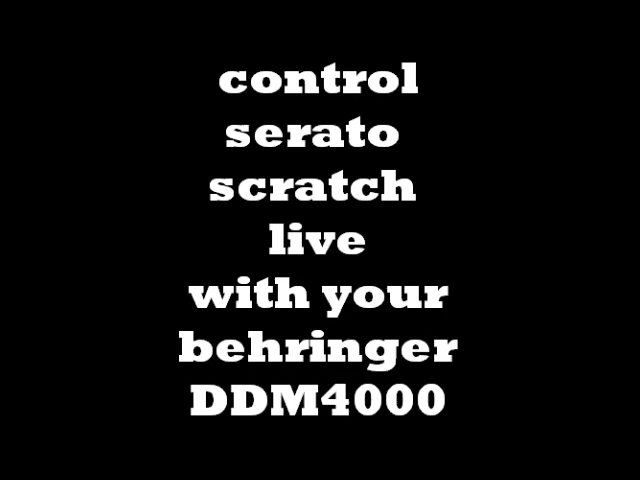 control
serato
scratch
live
with your
behringer
DDM4000